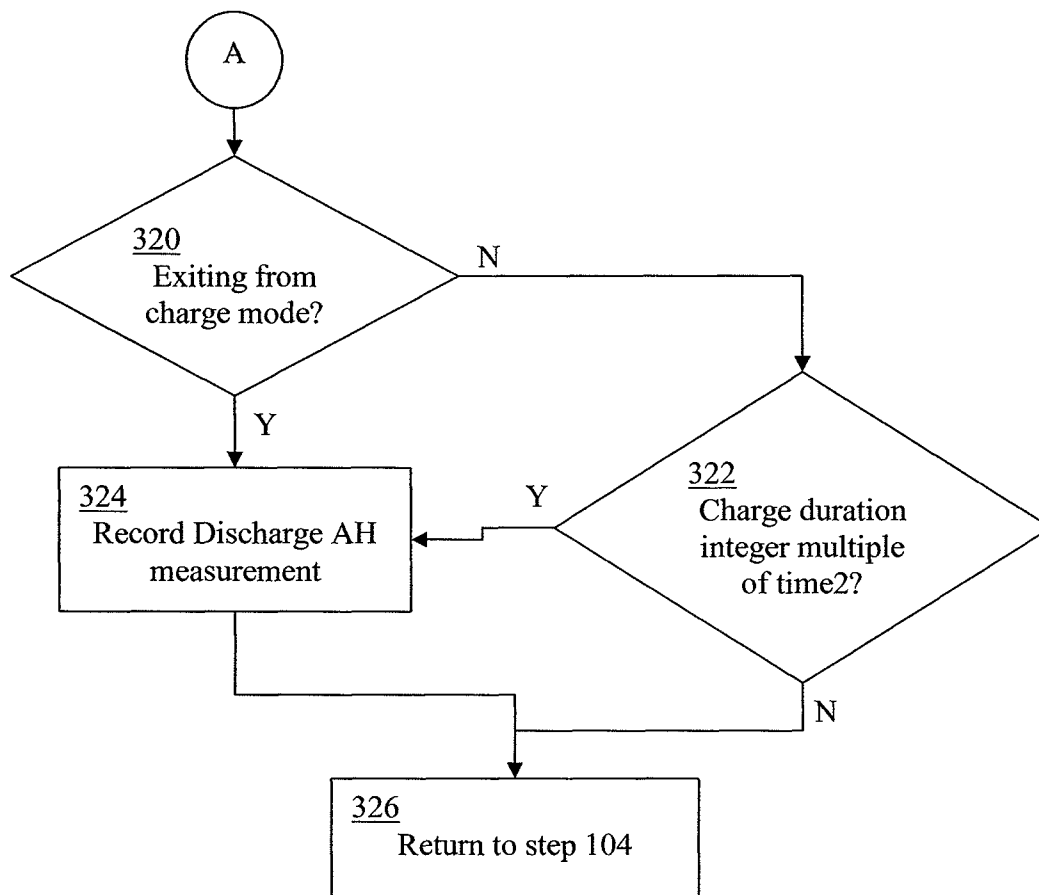 A
320
Exiting from
charge mode?
N
Y
324
Record Discharge AH
measurement
Y
322
Charge duration
integer multiple
of time2?
N
326
Return to step 104